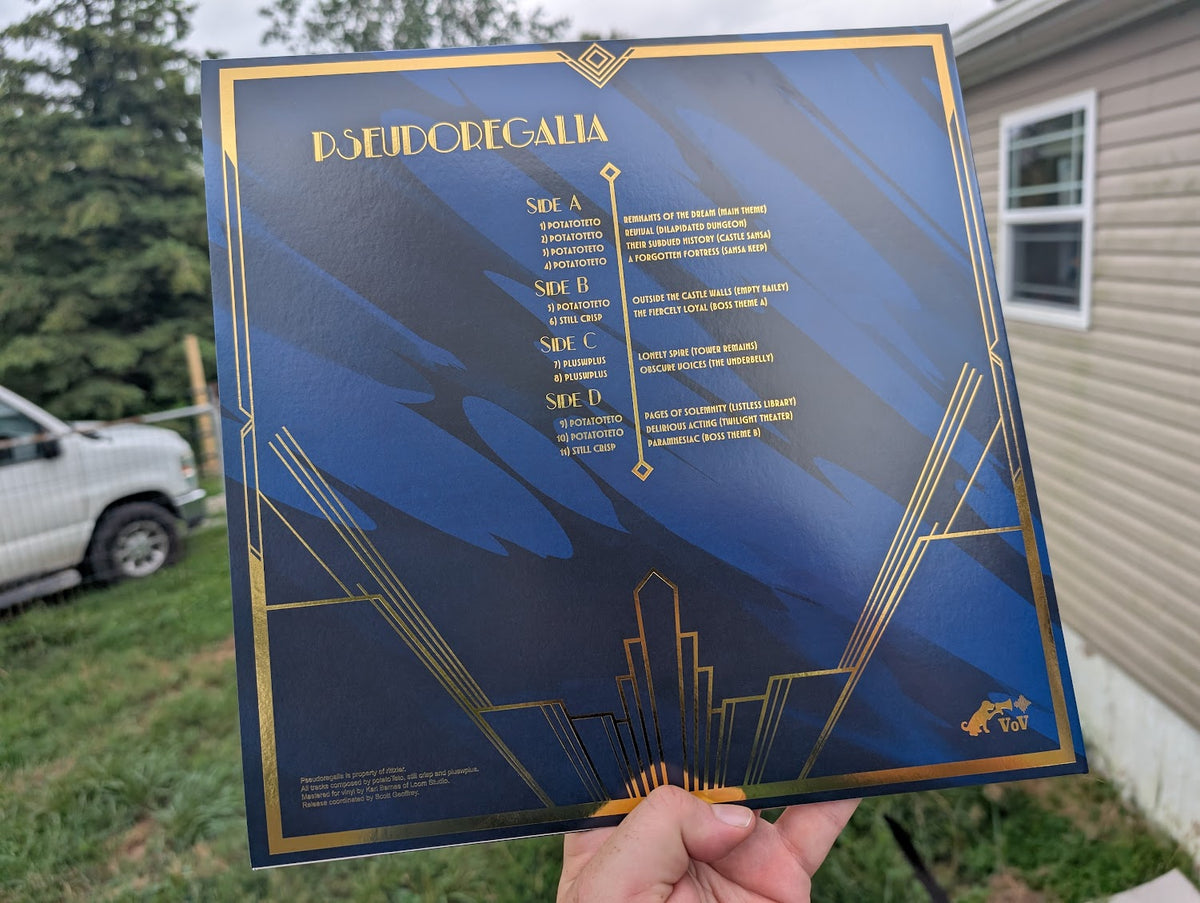 PSEUDOREGALIA
SIDE A
1) POTATOTETO REMNANTS OF THE DREAM (MAIN THEME)
2) POTATOTETO REVIVAL (DILAPIDATED DUNGEON)
3) POTATOTETO THEIR SUBDUED HISTORY (CASTLE SANSA)
4) POTATOTETO A FORGOTTEN FORTRESS (SANSA KEEP)
SIDE B
5) POTATOTETO OUTSIDE THE CASTLE WALLS (EMPTY BAILEY)
6) STILL CRISP THE FIERCELY LOYAL (BOSS THEME A)
SIDE C
7) PLUSWPLUS LONELY SPIRE (TOWER REMAINS)
8) PLUSWPLUS OBSCURE VOICES (THE UNDERBELLY)
SIDE D
9) POTATOTETO PAGES OF SOLEMNITY (LISTLESS LIBRARY)
10) POTATOTETO DELIRIOUS ACTING (TWILIGHT THEATER)
11) STILL CRISP PARAMNESIAC (BOSS THEME B)
Pseudoregalia is property of rittzler.
All tracks composed by potato'Teto, still crisp and pluswplus.
Mastered for vinyl by Karl Barnes of Loom Studio.
Release coordinated by Scott Geoffrey.
VoV